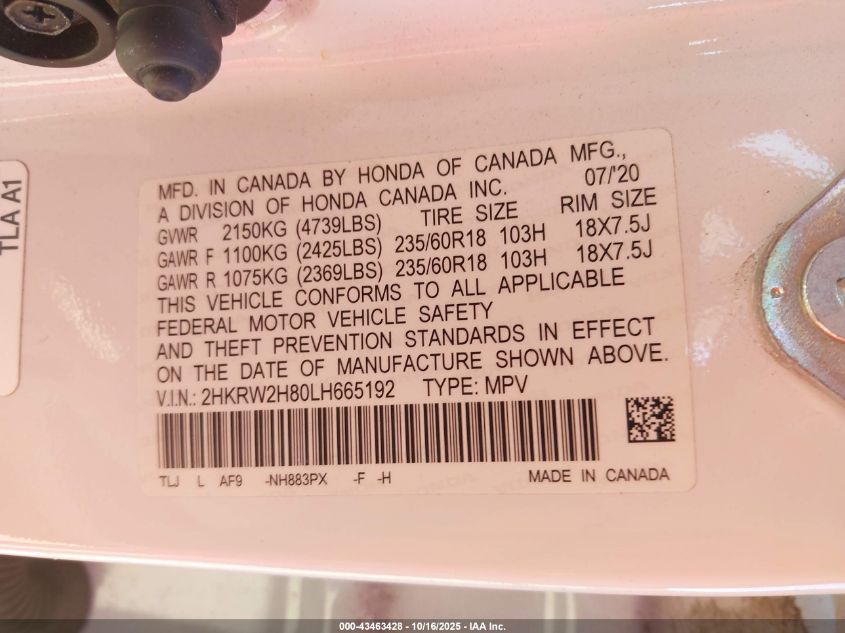 TLA A1
MFD. IN CANADA BY HONDA OF CANADA MFG.,
A DIVISION OF HONDA CANADA INC. 07/'20
TIRE SIZE RIM SIZE
GVWR 2150KG (4739LBS)
GAWR F 1100KG (2425LBS) 235/60R18 103H 18X7.5J
GAWR R 1075KG (2369LBS) 235/60R18 103H 18X7.5J
THIS VEHICLE CONFORMS TO ALL APPLICABLE
FEDERAL MOTOR VEHICLE SAFETY
AND THEFT PREVENTION STANDARDS IN EFFECT
ON THE DATE OF MANUFACTURE SHOWN ABOVE.
V.I.N.: 2HKRW2H80LH665192 TYPE: MPV
TLJ L AF9 -NH883PX -F -H MADE IN CANADA
000-43463428 - 10/16/2025 - IAA Inc.